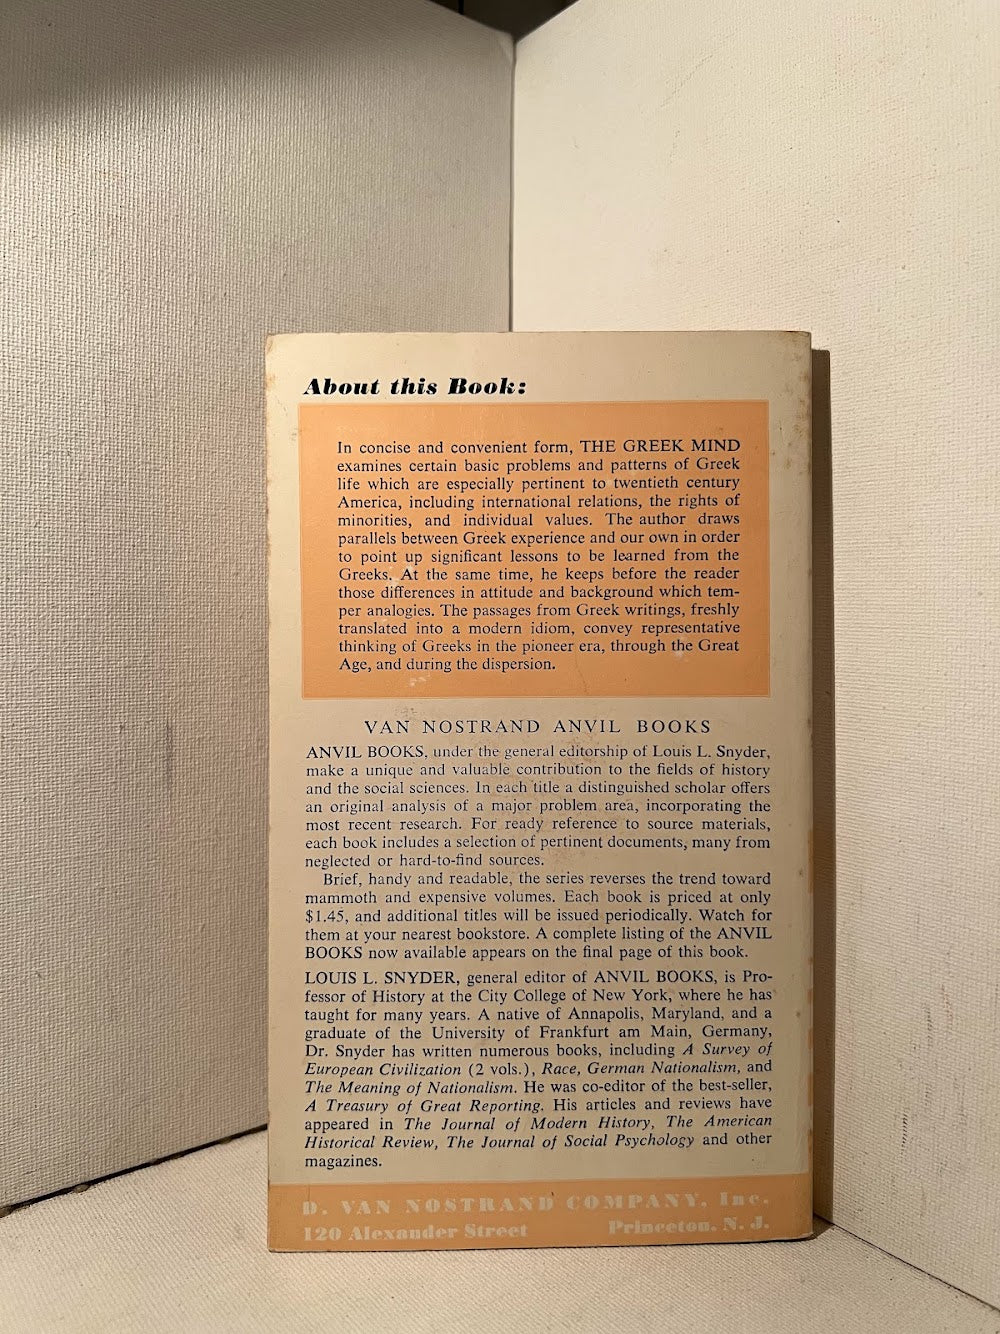 About this Book:
In concise and convenient form, THE GREEK MIND
examines certain basic problems and patterns of Greek
life which are especially pertinent to twentieth century
America, including international relations, the rights of
minorities, and individual values. The author draws
parallels between Greek experience and our own in order
to point up significant lessons to be learned from the
Greeks. At the same time, he keeps before the reader
those differences in attitude and background which tem-
per analogies. The passages from Greek writings, freshly
translated into a modern idiom, convey representative
thinking of Greeks in the pioneer era, through the Great
Age, and during the dispersion.
VAN NOSTRAND ANVIL BOOKS
ANVIL BOOKS, under the general editorship of Louis L. Snyder,
make a unique and valuable contribution to the fields of history
and the social sciences. In each title a distinguished scholar offers
an original analysis of a major problem area, incorporating the
most recent research. For ready reference to source materials,
each book includes a selection of pertinent documents, many from
neglected or hard-to-find sources.
Brief, handy and readable, the series reverses the trend toward
mammoth and expensive volumes. Each book is priced at only
$1.45, and additional titles will be issued periodically. Watch for
them at your nearest bookstore. A complete listing of the ANVIL
BOOKS now available appears on the final page of this book.
LOUIS L. SNYDER, general editor of ANVIL BOOKS, is Pro-
fessor of History at the City College of New York, where he has
taught for many years. A native of Annapolis, Maryland, and a
graduate of the University of Frankfurt am Main, Germany,
Dr. Snyder has written numerous books, including A Survey of
European Civilization (2 vols.), Race, German Nationalism, and
The Meaning of Nationalism. He was co-editor of the best-seller,
A Treasury of Great Reporting. His articles and reviews have
appeared in The Journal of Modern History, The American
Historical Review, The Journal of Social Psychology and other
magazines.
D. VAN NOSTRAND COMPANY, Inc.
120 Alexander Street Princeton, N. J.